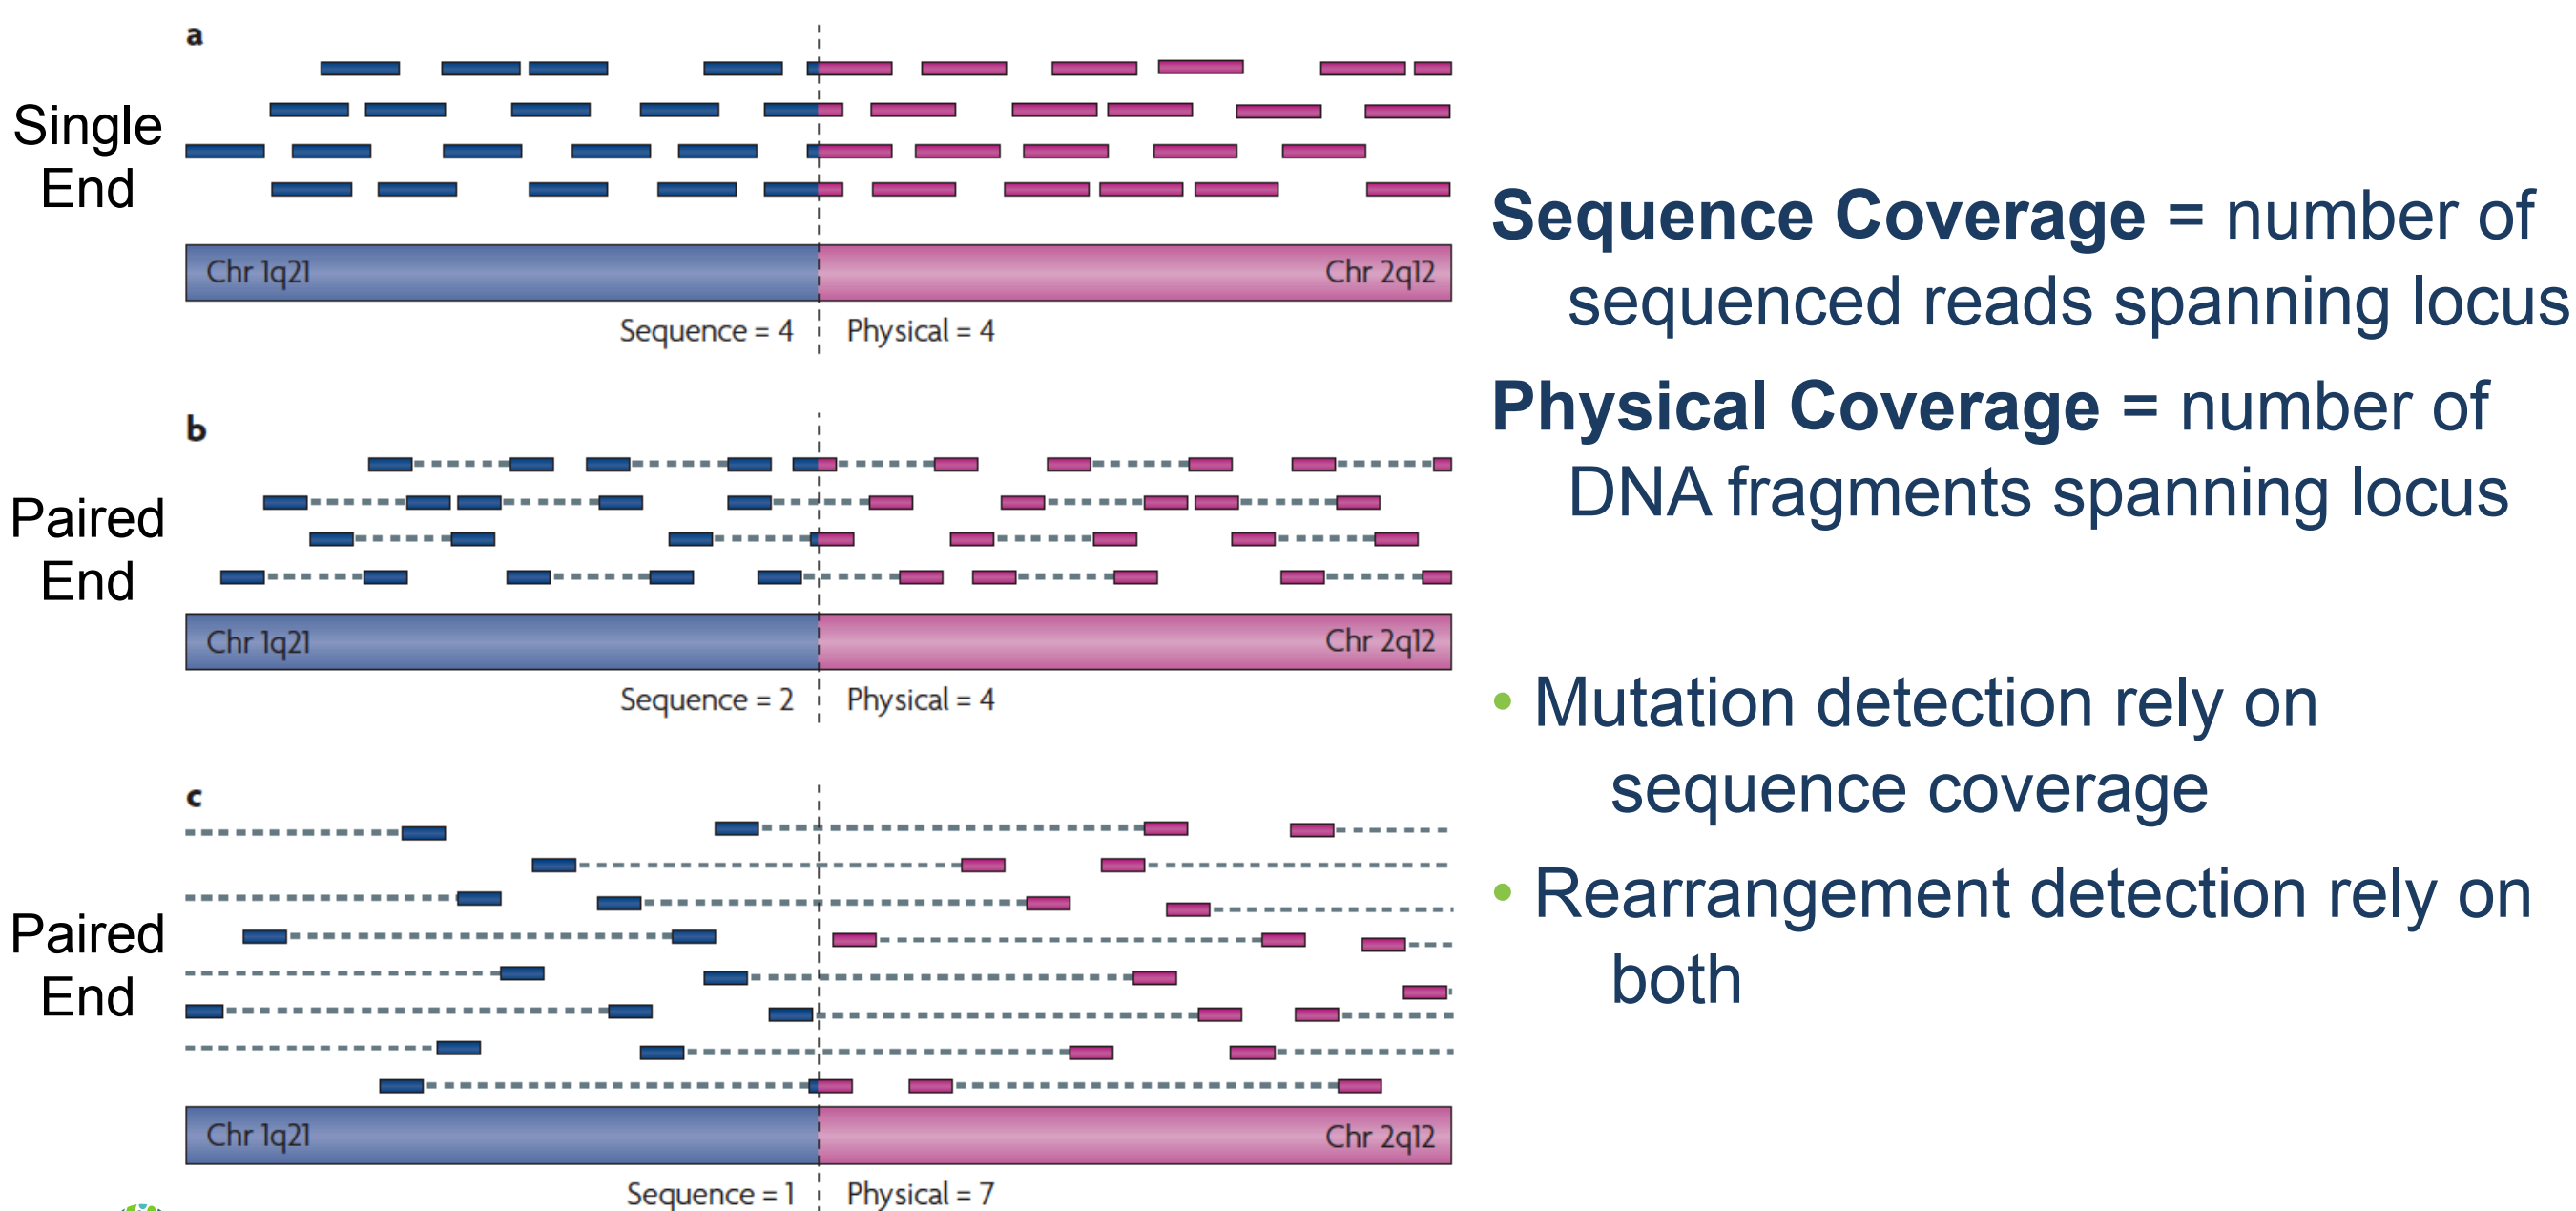 a
Single
End
Chr 1q21
Chr 2q12
Sequence = 4
Physical = 4
b
Paired
End
Chr 1q21
Chr 2q12
Sequence = 2
Physical = 4
c
Paired
End
Chr 1q21
Chr 2q12
Sequence = 1
Physical = 7
Sequence Coverage = number of
sequenced reads spanning locus
Physical Coverage = number of
DNA fragments spanning locus
• Mutation detection rely on
sequence coverage
• Rearrangement detection rely on
both